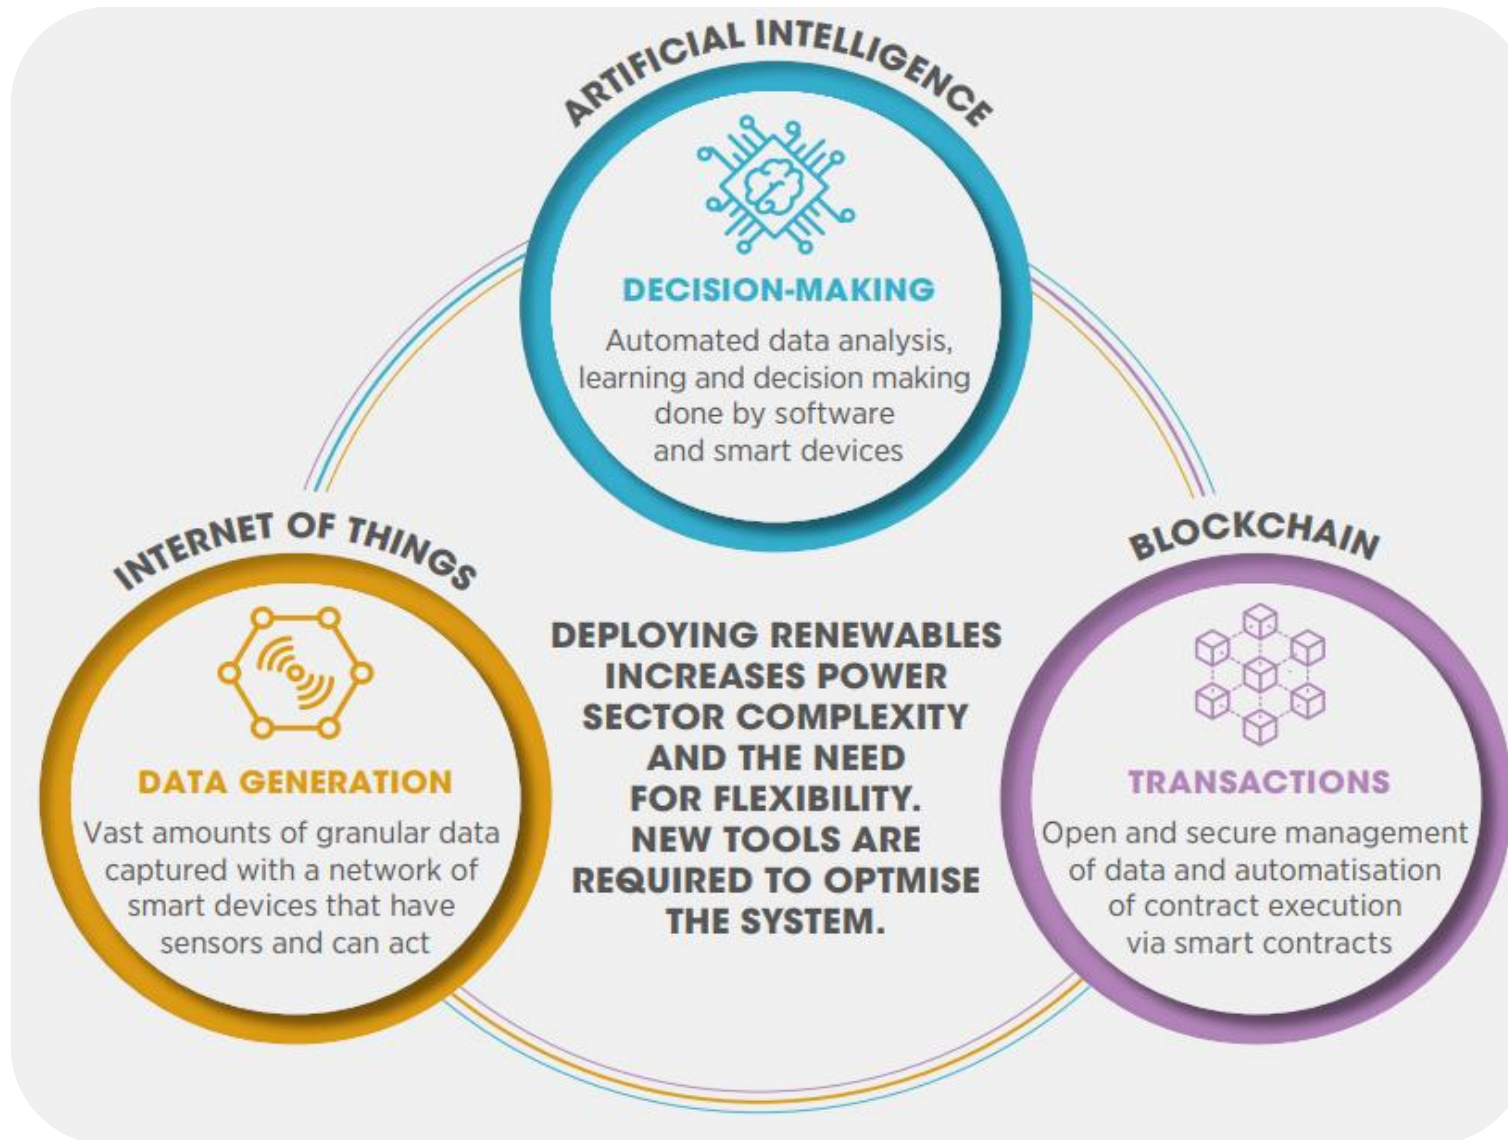 ARTIFICIAL INTELLIGENCE
DECISION-MAKING
Automated data analysis,
learning and decision making
done by software
and smart devices
INTERNET OF THINGS
DATA GENERATION
Vast amounts of granular data
captured with a network of
smart devices that have
sensors and can act
DEPLOYING RENEWABLES
INCREASES POWER
SECTOR COMPLEXITY
AND THE NEED
FOR FLEXIBILITY.
NEW TOOLS ARE
REQUIRED TO OPTMISE
THE SYSTEM.
BLOCKCHAIN
TRANSACTIONS
Open and secure management
of data and automatisation
of contract execution
via smart contracts